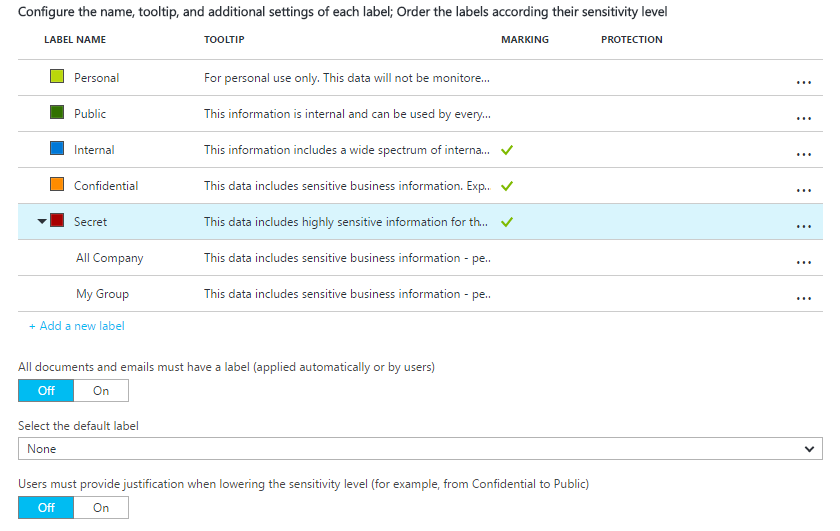 Configure the name, tooltip, and additional settings of each label; Order the labels according their sensitivity level
LABEL NAME TOOLTIP MARKING PROTECTION
Personal For personal use only. This data will not be monitore... ...
Public This information is internal and can be used by every... ...
Internal This information includes a wide spectrum of interna... ...
Confidential This data includes sensitive business information. Exp.. ...
Secret This data includes highly sensitive information for th... ...
All Company This data includes sensitive business information - pe.. ...
My Group This data includes sensitive business information - pe.. ...
+ Add a new label
All documents and emails must have a label (applied automatically or by users)
Off On
Select the default label
None
Users must provide justification when lowering the sensitivity level (for example, from Confidential to Public)
Off On